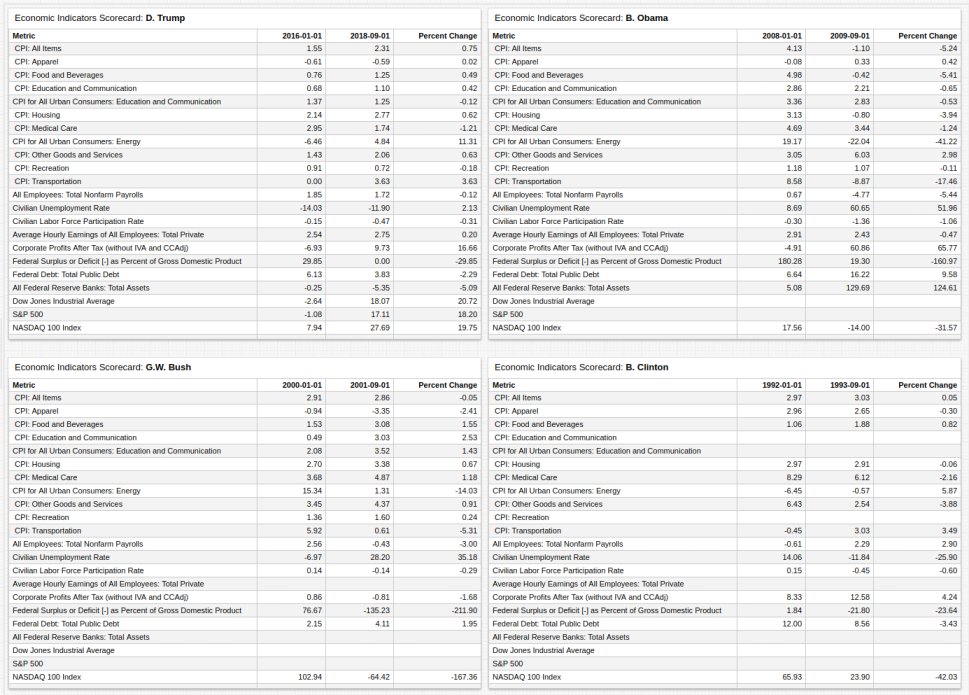 Economic Indicators Scorecard: D. Trump
Metric 2016-01-01 2018-09-01 Percent Change
CPI: All Items 1.55 2.31 0.75
CPI: Apparel -0.61 -0.59 0.02
CPI: Food and Beverages 0.76 1.25 0.49
CPI: Education and Communication 0.68 1.10 0.42
CPI for All Urban Consumers: Education and Communication 1.37 1.25 -0.12
CPI: Housing 2.14 2.77 0.62
CPI: Medical Care 2.95 1.74 -1.21
CPI for All Urban Consumers: Energy -6.46 4.84 11.31
CPI: Other Goods and Services 1.43 2.06 0.63
CPI: Recreation 0.91 0.72 -0.18
CPI: Transportation 0.00 3.63 3.63
All Employees: Total Nonfarm Payrolls 1.85 1.72 -0.12
Civilian Unemployment Rate -14.03 -11.90 2.13
Civilian Labor Force Participation Rate -0.15 -0.47 -0.31
Average Hourly Earnings of All Employees: Total Private 2.54 2.75 0.20
Corporate Profits After Tax (without IVA and CCAdj) -6.93 9.73 16.66
Federal Surplus or Deficit [-] as Percent of Gross Domestic Product 29.85 0.00 -29.85
Federal Debt: Total Public Debt 6.13 3.83 -2.29
All Federal Reserve Banks: Total Assets -0.25 -5.35 -5.09
Dow Jones Industrial Average -2.64 18.07 20.72
S&P 500 -1.08 17.11 18.20
NASDAQ 100 Index 7.94 27.69 19.75
Economic Indicators Scorecard: B. Obama
Metric 2008-01-01 2009-09-01 Percent Change
CPI: All Items 4.13 -1.10 -5.24
CPI: Apparel -0.08 0.33 0.42
CPI: Food and Beverages 4.98 -0.42 -5.41
CPI: Education and Communication 2.86 2.21 -0.65
CPI for All Urban Consumers: Education and Communication 3.36 2.83 -0.53
CPI: Housing 3.13 -0.80 -3.94
CPI: Medical Care 4.69 3.44 -1.24
CPI for All Urban Consumers: Energy 19.17 -22.04 -41.22
CPI: Other Goods and Services 3.05 6.03 2.98
CPI: Recreation 1.18 1.07 -0.11
CPI: Transportation 8.58 -8.87 -17.46
All Employees: Total Nonfarm Payrolls 0.67 -4.77 -5.44
Civilian Unemployment Rate 8.69 60.65 51.96
Civilian Labor Force Participation Rate -0.30 -1.36 -1.06
Average Hourly Earnings of All Employees: Total Private 2.91 2.43 -0.47
Corporate Profits After Tax (without IVA and CCAdj) -4.91 60.86 65.77
Federal Surplus or Deficit [-] as Percent of Gross Domestic Product 180.28 19.30 -160.97
Federal Debt: Total Public Debt 6.64 16.22 9.58
All Federal Reserve Banks: Total Assets 5.08 129.69 124.61
Dow Jones Industrial Average
S&P 500
NASDAQ 100 Index 17.56 -14.00 -31.57
Economic Indicators Scorecard: G.W. Bush
Metric 2000-01-01 2001-09-01 Percent Change
CPI: All Items 2.91 2.86 -0.05
CPI: Apparel -0.94 -3.35 -2.41
CPI: Food and Beverages 1.53 3.08 1.55
CPI: Education and Communication 0.49 3.03 2.53
CPI for All Urban Consumers: Education and Communication 2.08 3.52 1.43
CPI: Housing 2.70 3.38 0.67
CPI: Medical Care 3.68 4.87 1.18
CPI for All Urban Consumers: Energy 15.34 1.31 -14.03
CPI: Other Goods and Services 3.45 4.37 0.91
CPI: Recreation 1.36 1.60 0.24
CPI: Transportation 5.92 0.61 -5.31
All Employees: Total Nonfarm Payrolls 2.56 -0.43 -3.00
Civilian Unemployment Rate -6.97 28.20 35.18
Civilian Labor Force Participation Rate 0.14 -0.14 -0.29
Average Hourly Earnings of All Employees: Total Private
Corporate Profits After Tax (without IVA and CCAdj) 0.86 -0.81 -1.68
Federal Surplus or Deficit [-] as Percent of Gross Domestic Product 76.67 -135.23 -211.90
Federal Debt: Total Public Debt 2.15 4.11 1.95
All Federal Reserve Banks: Total Assets
Dow Jones Industrial Average
S&P 500
NASDAQ 100 Index 102.94 -64.42 -167.36
Economic Indicators Scorecard: B. Clinton
Metric 1992-01-01 1993-09-01 Percent Change
CPI: All Items 2.97 3.03 0.05
CPI: Apparel 2.96 2.65 -0.30
CPI: Food and Beverages 1.06 1.88 0.82
CPI: Education and Communication
CPI for All Urban Consumers: Education and Communication
CPI: Housing 2.97 2.91 -0.06
CPI: Medical Care 8.29 6.12 -2.16
CPI for All Urban Consumers: Energy -6.45 -0.57 5.87
CPI: Other Goods and Services 6.43 2.54 -3.88
CPI: Recreation
CPI: Transportation -0.45 3.03 3.49
All Employees: Total Nonfarm Payrolls -0.61 2.29 2.90
Civilian Unemployment Rate 14.06 -11.84 -25.90
Civilian Labor Force Participation Rate 0.15 -0.45 -0.60
Average Hourly Earnings of All Employees: Total Private
Corporate Profits After Tax (without IVA and CCAdj) 8.33 12.58 4.24
Federal Surplus or Deficit [-] as Percent of Gross Domestic Product 1.84 -21.80 -23.64
Federal Debt: Total Public Debt 12.00 8.56 -3.43
All Federal Reserve Banks: Total Assets
Dow Jones Industrial Average
S&P 500
NASDAQ 100 Index 65.93 23.90 -42.03